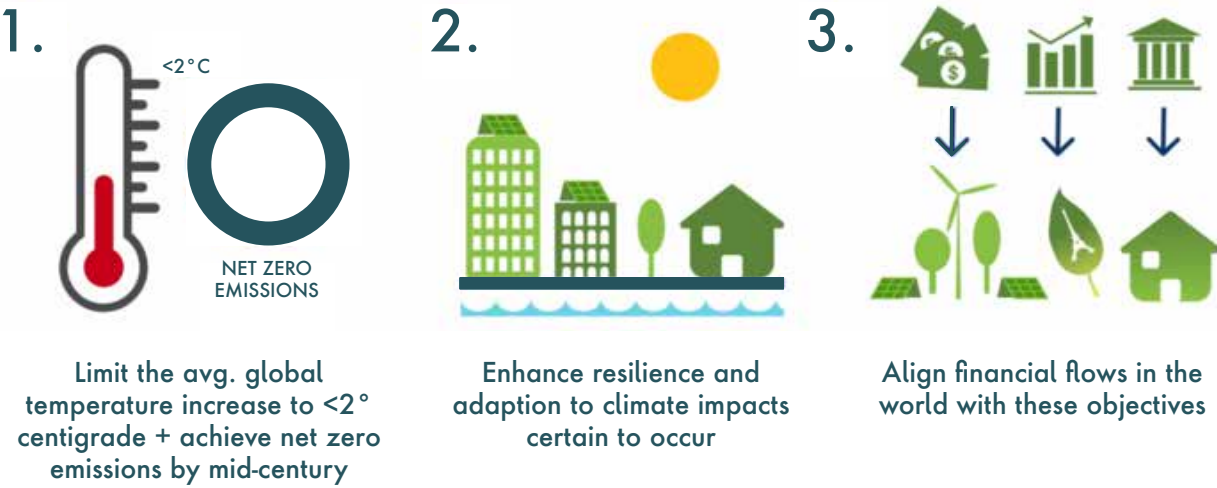 1.
<2°C
NET ZERO
EMISSIONS
Limit the avg. global
temperature increase to <2°
centigrade + achieve net zero
emissions by mid-century
2.
Enhance resilience and
adaption to climate impacts
certain to occur
3.
$
Align financial flows in the
world with these objectives